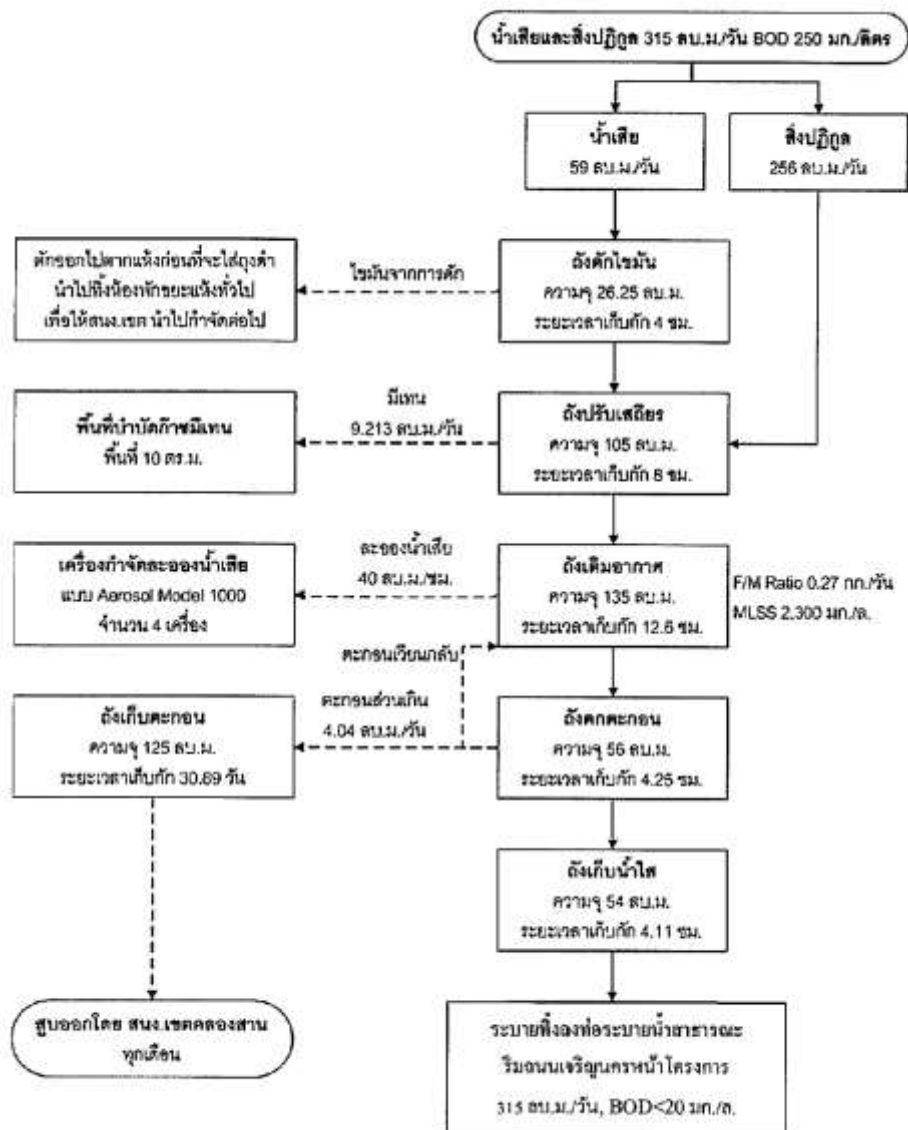 น้ำเสียและสิ่งปฏิกูล 315 ลบ.ม./วัน BOD 250 มก./ลิตร
น้ำเสีย
59 ลบ.ม./วัน
สิ่งปฏิกูล
256 ลบ.ม./วัน
ตักออกไปตากแห้งก่อนที่จะใส่ถุงดำ
นำไปทิ้งห้องพักขยะแห้งทั่วไป
เพื่อให้สนง.เขต นำไปกำจัดต่อไป
ไขมันจากการตัก
ถังดักไขมัน
ความจุ 26.25 ลบ.ม.
ระยะเวลาเก็บกัก 4 ชม.
พื้นที่บำบัดก๊าซมีเทน
พื้นที่ 10 ตร.ม.
มีเทน
9.213 ลบ.ม./วัน
ถังปรับเสถียร
ความจุ 105 ลบ.ม.
ระยะเวลาเก็บกัก 8 ชม.
เครื่องกำจัดละอองน้ำเสีย
แบบ Aerosol Model 1000
จำนวน 4 เครื่อง
ละอองน้ำเสีย
40 ลบ.ม./ชม.
ถังเติมอากาศ
ความจุ 135 ลบ.ม.
ระยะเวลาเก็บกัก 12.6 ชม.
F/M Ratio 0.27 กก./วัน
MLSS 2,300 มก./ล.
ตะกอนเวียนกลับ
ถังเก็บตะกอน
ความจุ 125 ลบ.ม.
ระยะเวลาเก็บกัก 30.89 วัน
ตะกอนส่วนเกิน
4.04 ลบ.ม./วัน
ถังตกตะกอน
ความจุ 56 ลบ.ม.
ระยะเวลาเก็บกัก 4.25 ชม.
ถังเก็บน้ำใส
ความจุ 54 ลบ.ม.
ระยะเวลาเก็บกัก 4.11 ชม.
สูบออกโดย สนง.เขตคลองสาน
ทุกเดือน
ระบายทิ้งลงท่อระบายน้ำสาธารณะ
ริมถนนเจริญนครหน้าโครงการ
315 ลบ.ม./วัน, BOD<20 มก./ล.